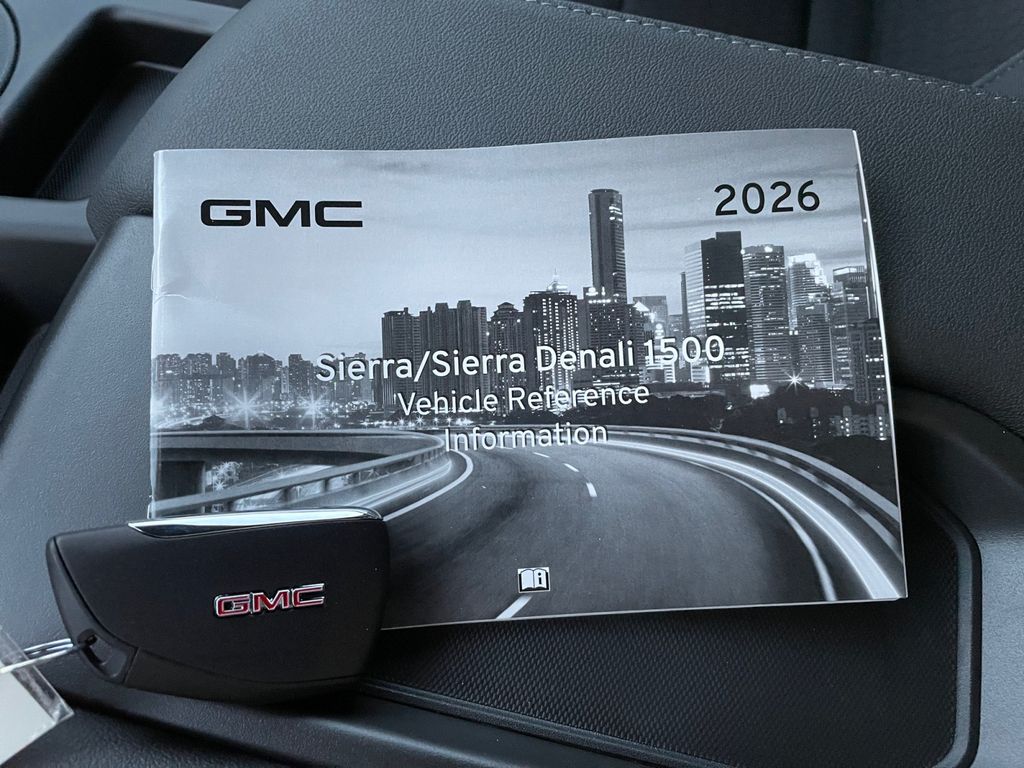 GMC
2026
Sierra/Sierra Denali 1500
Vehicle Reference
Information
GMC